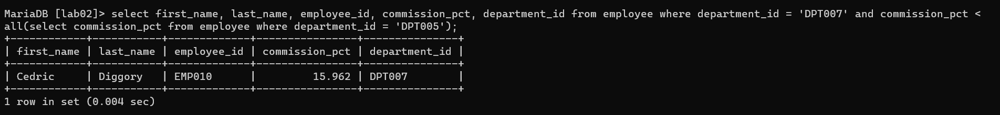 MariaDB [lab02]> select first_name, last_name, employee_id, commission_pct, department_id from employee where department_id = 'DPT007' and commission_pct <
all(select commission_pct from employee where department_id = 'DPT005');
+------------+-----------+-------------+----------------+---------------+
| first_name | last_name | employee_id | commission_pct | department_id |
+------------+-----------+-------------+----------------+---------------+
| Cedric     | Diggory   | EMP010      |         15.962 | DPT007        |
+------------+-----------+-------------+----------------+---------------+
1 row in set (0.004 sec)